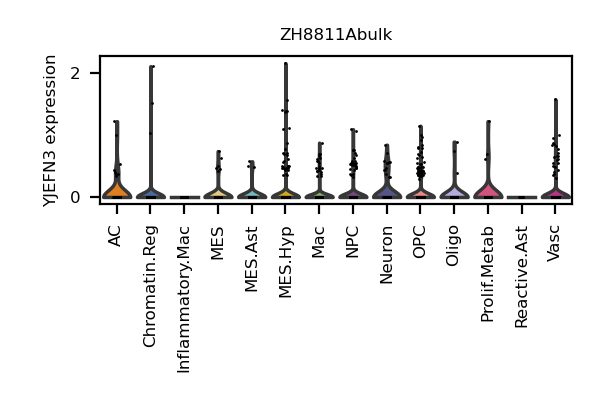 ZH8811Abulk
YJEFN3 expression
2
0
AC
Chromatin.Reg
Inflammatory.Mac
MES
MES.Ast
MES.Hyp
Mac
NPC
Neuron
OPC
Oligo
Prolif.Metab
Reactive.Ast
Vasc